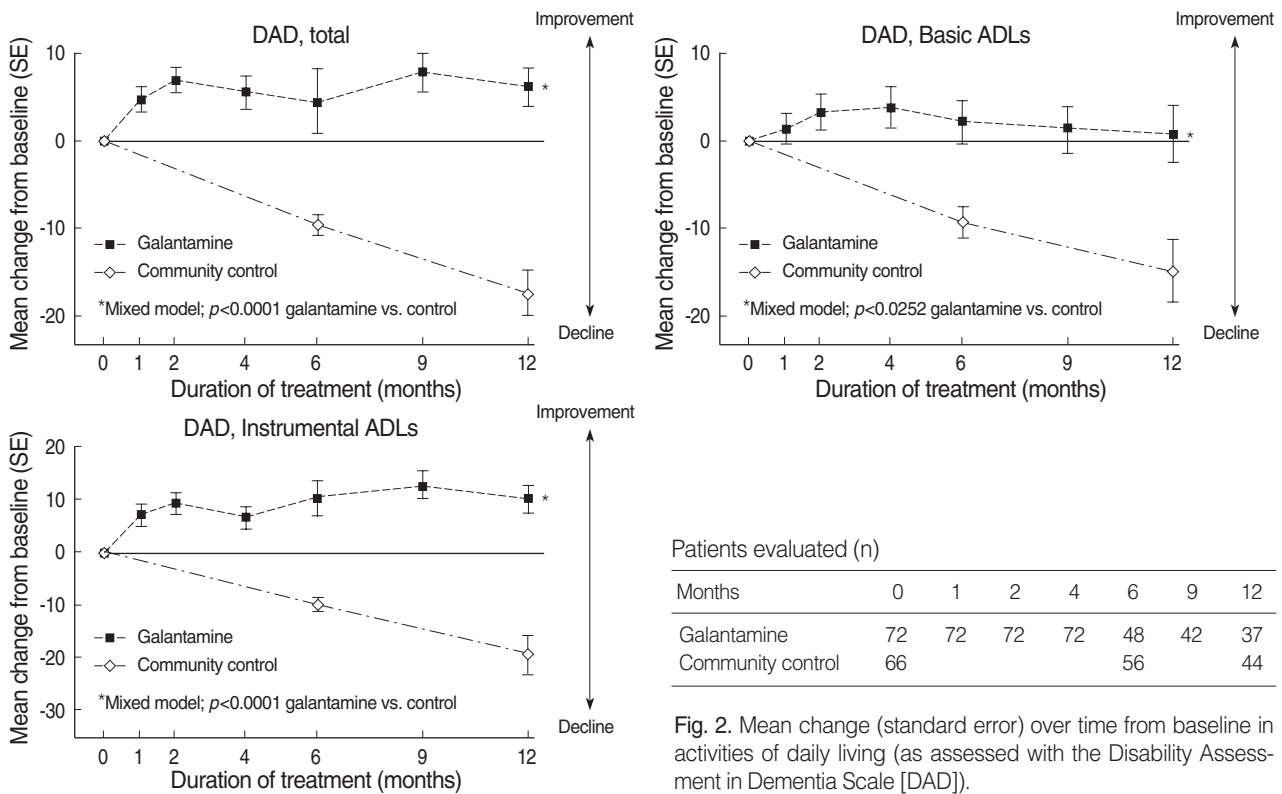 DAD, total
Improvement
Mean change from baseline (SE)
10
0
-10
-20
Galantamine
Community control
*Mixed model; p<0.0001 galantamine vs. control
*
Decline
0 1 2 4 6 9 12
Duration of treatment (months)
DAD, Basic ADLs
Improvement
Mean change from baseline (SE)
10
0
-10
-20
Galantamine
Community control
*Mixed model; p<0.0252 galantamine vs. control
*
Decline
0 1 2 4 6 9 12
Duration of treatment (months)
DAD, Instrumental ADLs
Improvement
Mean change from baseline (SE)
20
10
0
-10
-20
-30
Galantamine
Community control
*Mixed model; p<0.0001 galantamine vs. control
*
Decline
0 1 2 4 6 9 12
Duration of treatment (months)
Patients evaluated (n)
Months 0 1 2 4 6 9 12
Galantamine 72 72 72 72 48 42 37
Community control 66 56 44
Fig. 2. Mean change (standard error) over time from baseline in
activities of daily living (as assessed with the Disability Assess-
ment in Dementia Scale [DAD]).